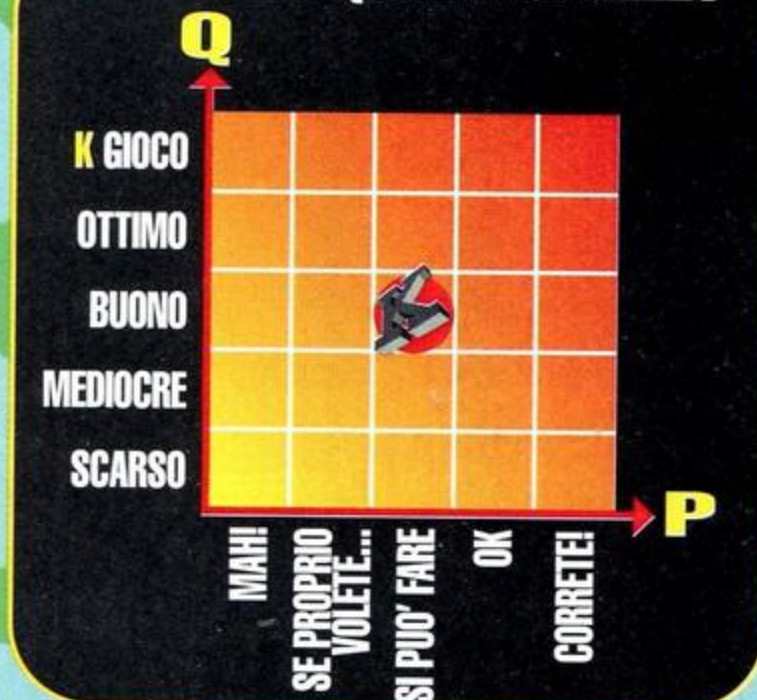 Q
K GIOCO
OTTIMO
BUONO
MEDIOCRE
SCARSO
P
MAH!
SE PROPRIO
VOLETE...
SI PUO' FARE
OK
CORRETE!
K